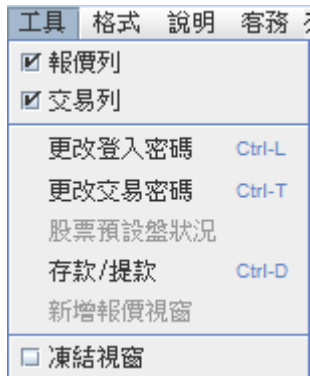 工具 格式 說明 客務
報價列
交易列
更改登入密碼 Ctrl-L
更改交易密碼 Ctrl-T
股票預設盤狀況
存款/提款 Ctrl-D
新增報價視窗
凍結視窗